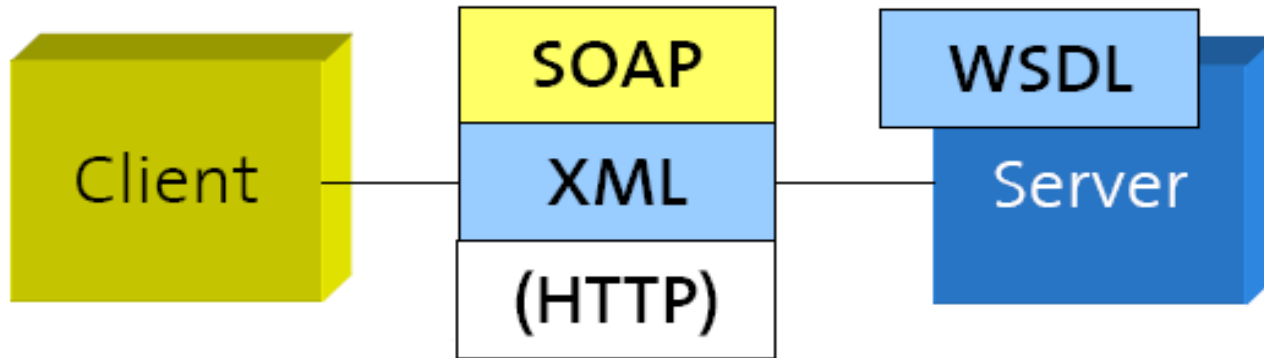 Client
SOAP
XML
(HTTP)
WSDL
Server